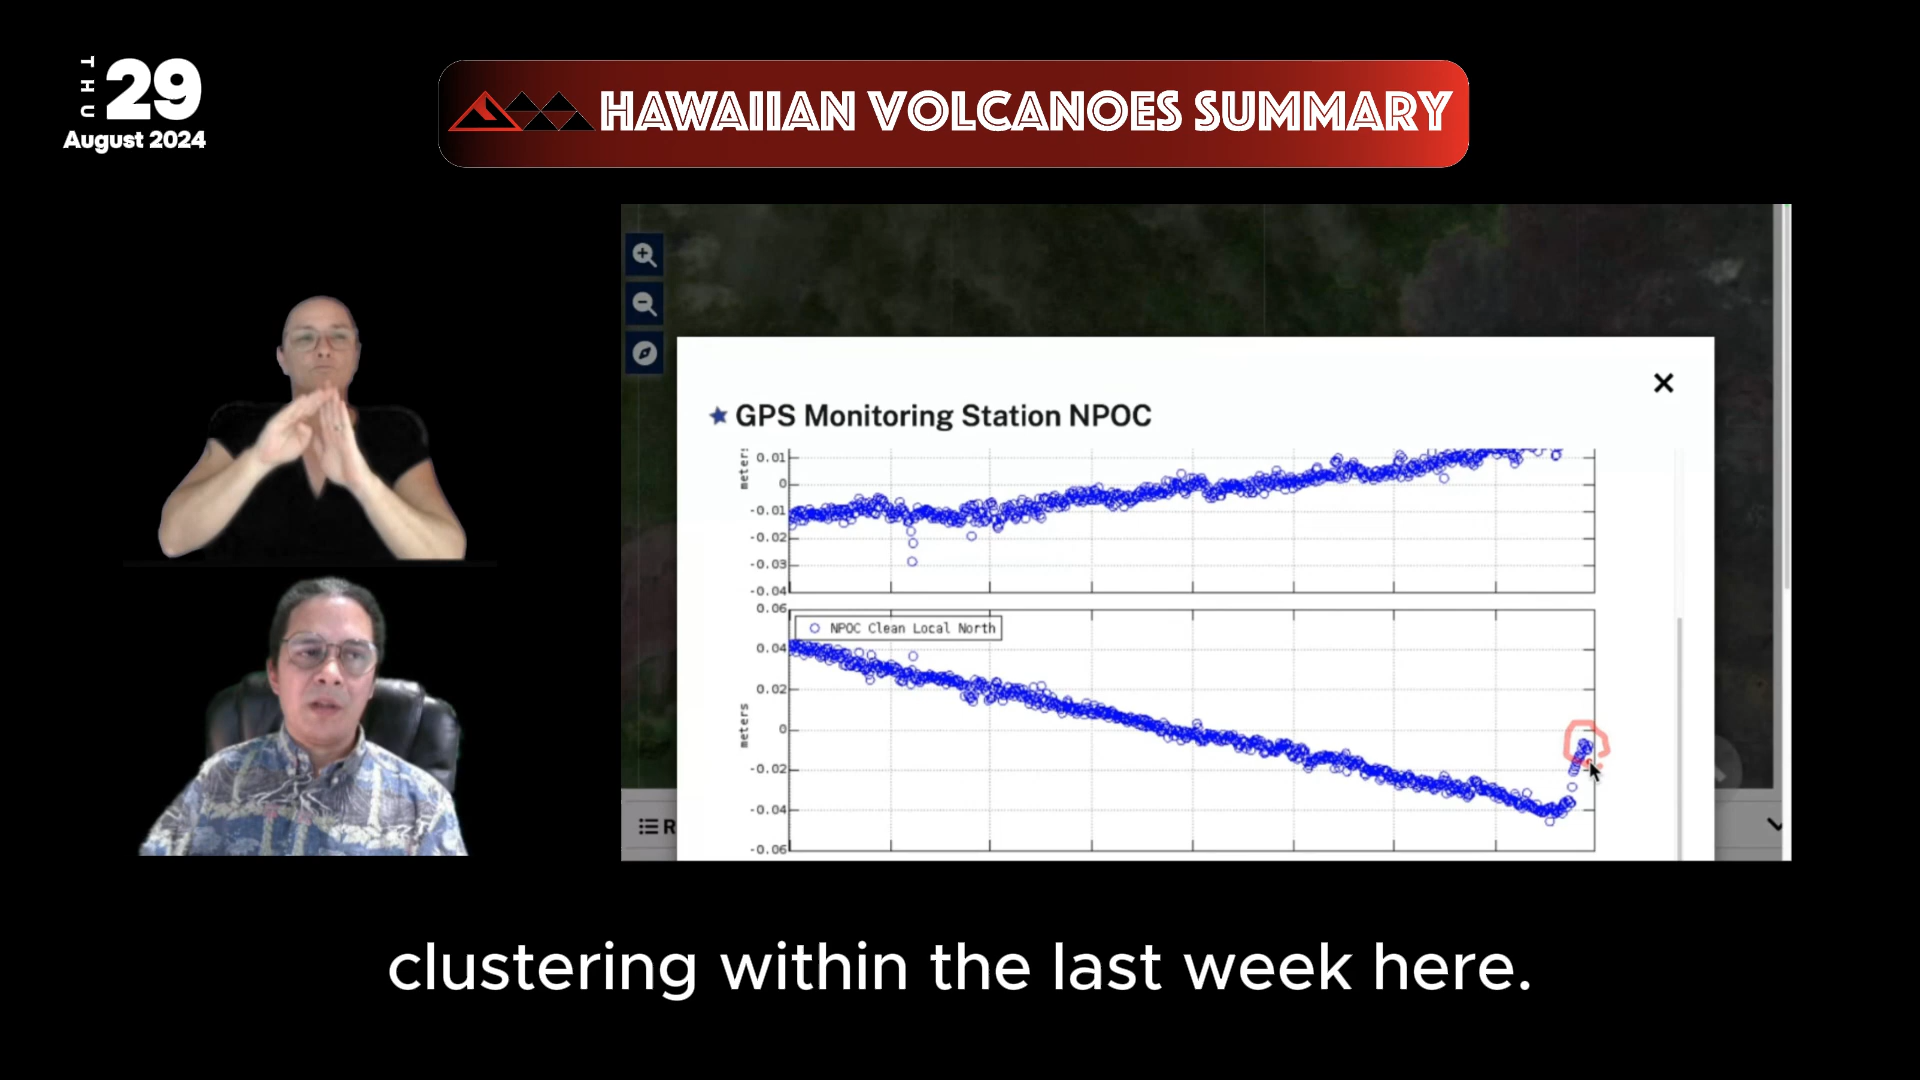 THU
29
August 2024
HAWAIIAN VOLCANOES SUMMARY
GPS Monitoring Station NPOC
meters
0.01
0
-0.01
-0.02
-0.03
-0.04
0.06
NPOC Clean Local North
meters
0.04
0.02
0
-0.02
-0.04
-0.06
R
clustering within the last week here.